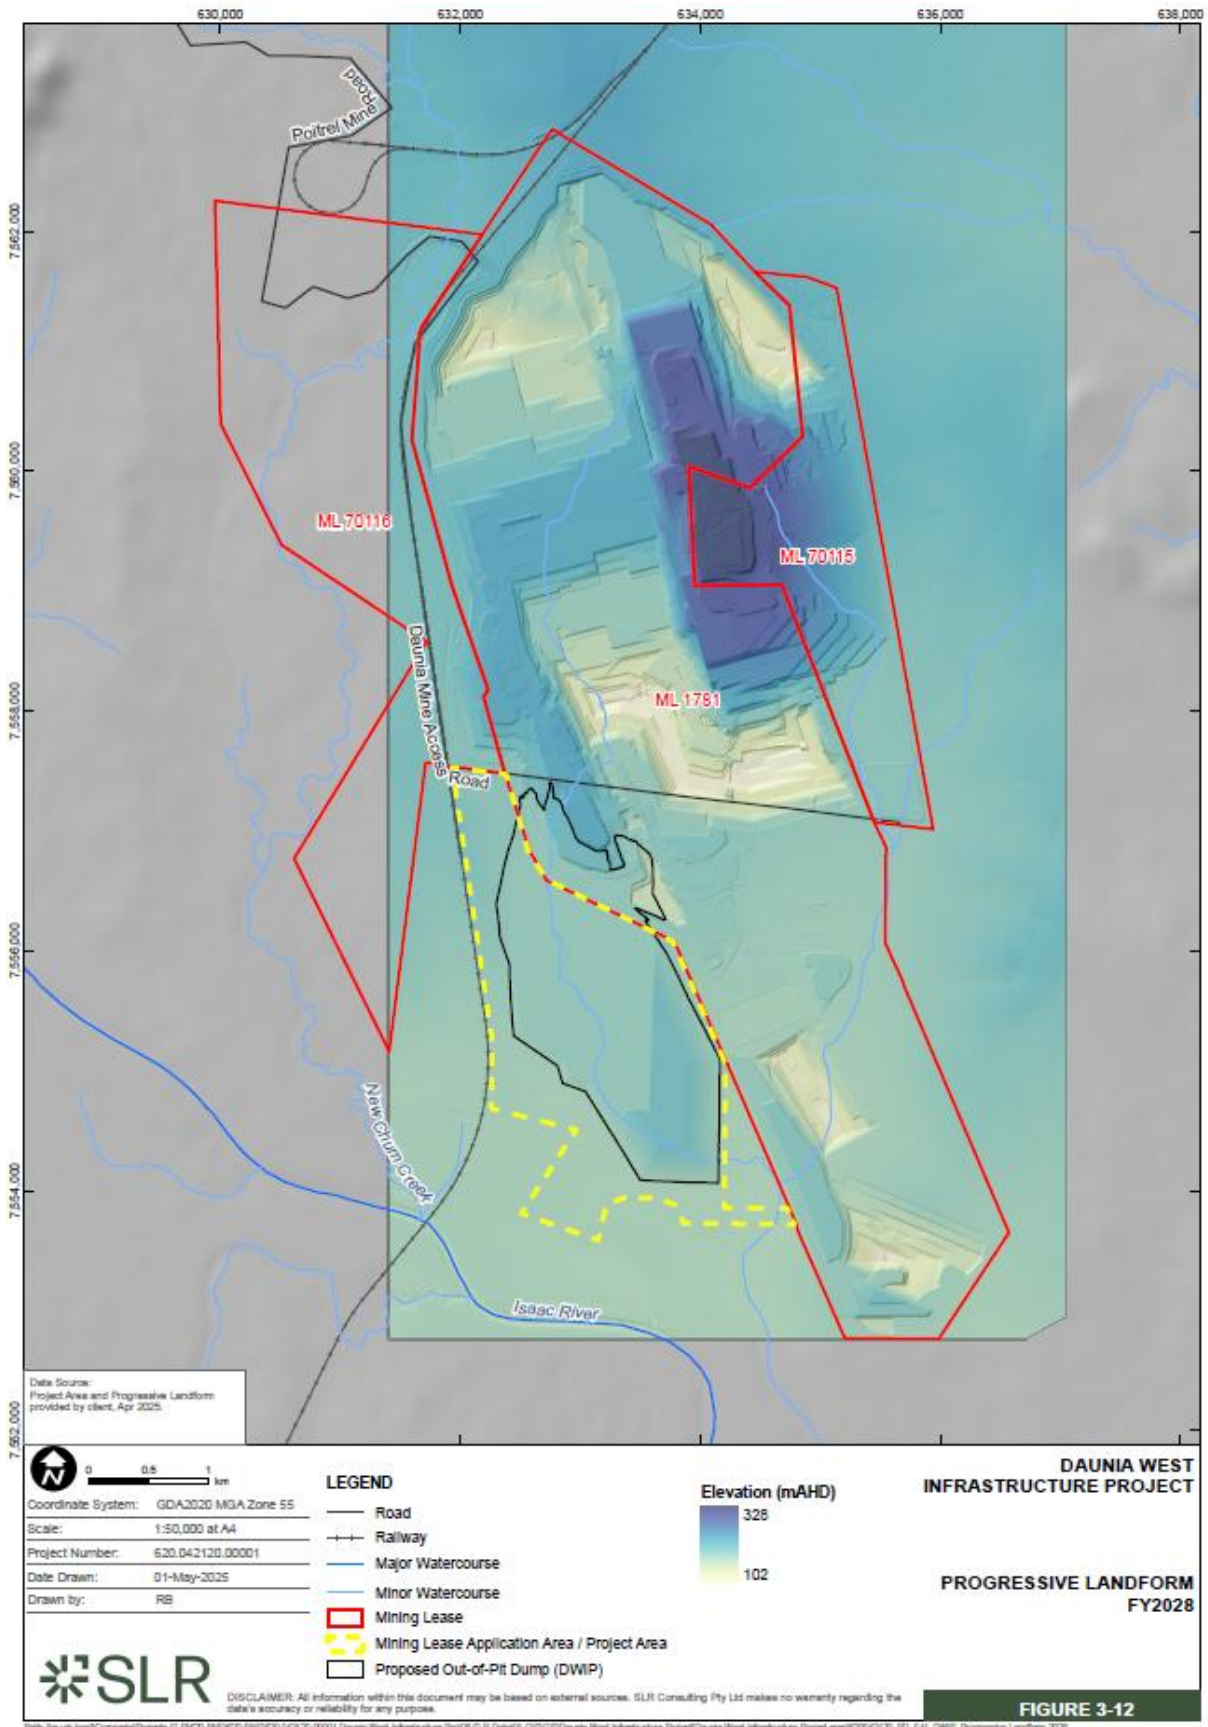 630,000
632,000
634,000
636,000
638,000
7,562,000
7,560,000
7,558,000
7,556,000
7,554,000
7,552,000
Poitrel Mine
Road
ML 70116
ML 70115
ML 1781
Daunia Mine Access
Road
New Chum Creek
Isaac River
Data Source:
Project Area and Progressive Landform
provided by client, Apr 2025.
N
0 0.5 1
km
Coordinate System: GDA2020 MGA Zone 55
Scale: 1:50,000 at A4
Project Number: 620.042120.00001
Date Drawn: 01-May-2025
Drawn by: RB
SLR
LEGEND
Road
Railway
Major Watercourse
Minor Watercourse
Mining Lease
Mining Lease Application Area / Project Area
Proposed Out-of-Pit Dump (DWIP)
Elevation (mAHD)
328
102
DAUNIA WEST
INFRASTRUCTURE PROJECT
PROGRESSIVE LANDFORM
FY2028
DISCLAIMER: All information within this document may be based on external sources. SLR Consulting Pty Ltd makes no warranty regarding the
data's accuracy or reliability for any purpose.
FIGURE 3-12